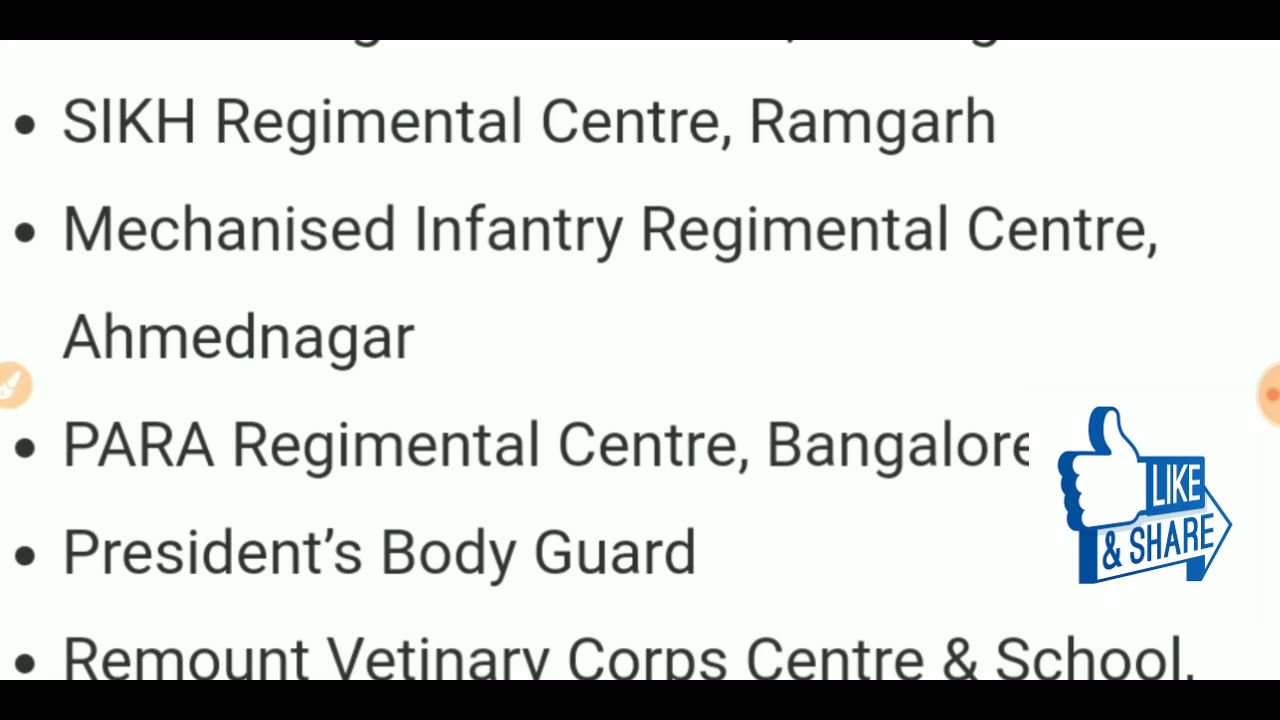 SIKH Regimental Centre, Ramgarh
Mechanised Infantry Regimental Centre,
Ahmednagar
PARA Regimental Centre, Bangalore
President’s Body Guard
Remount Vetinary Corps Centre & School,
LIKE
& SHARE